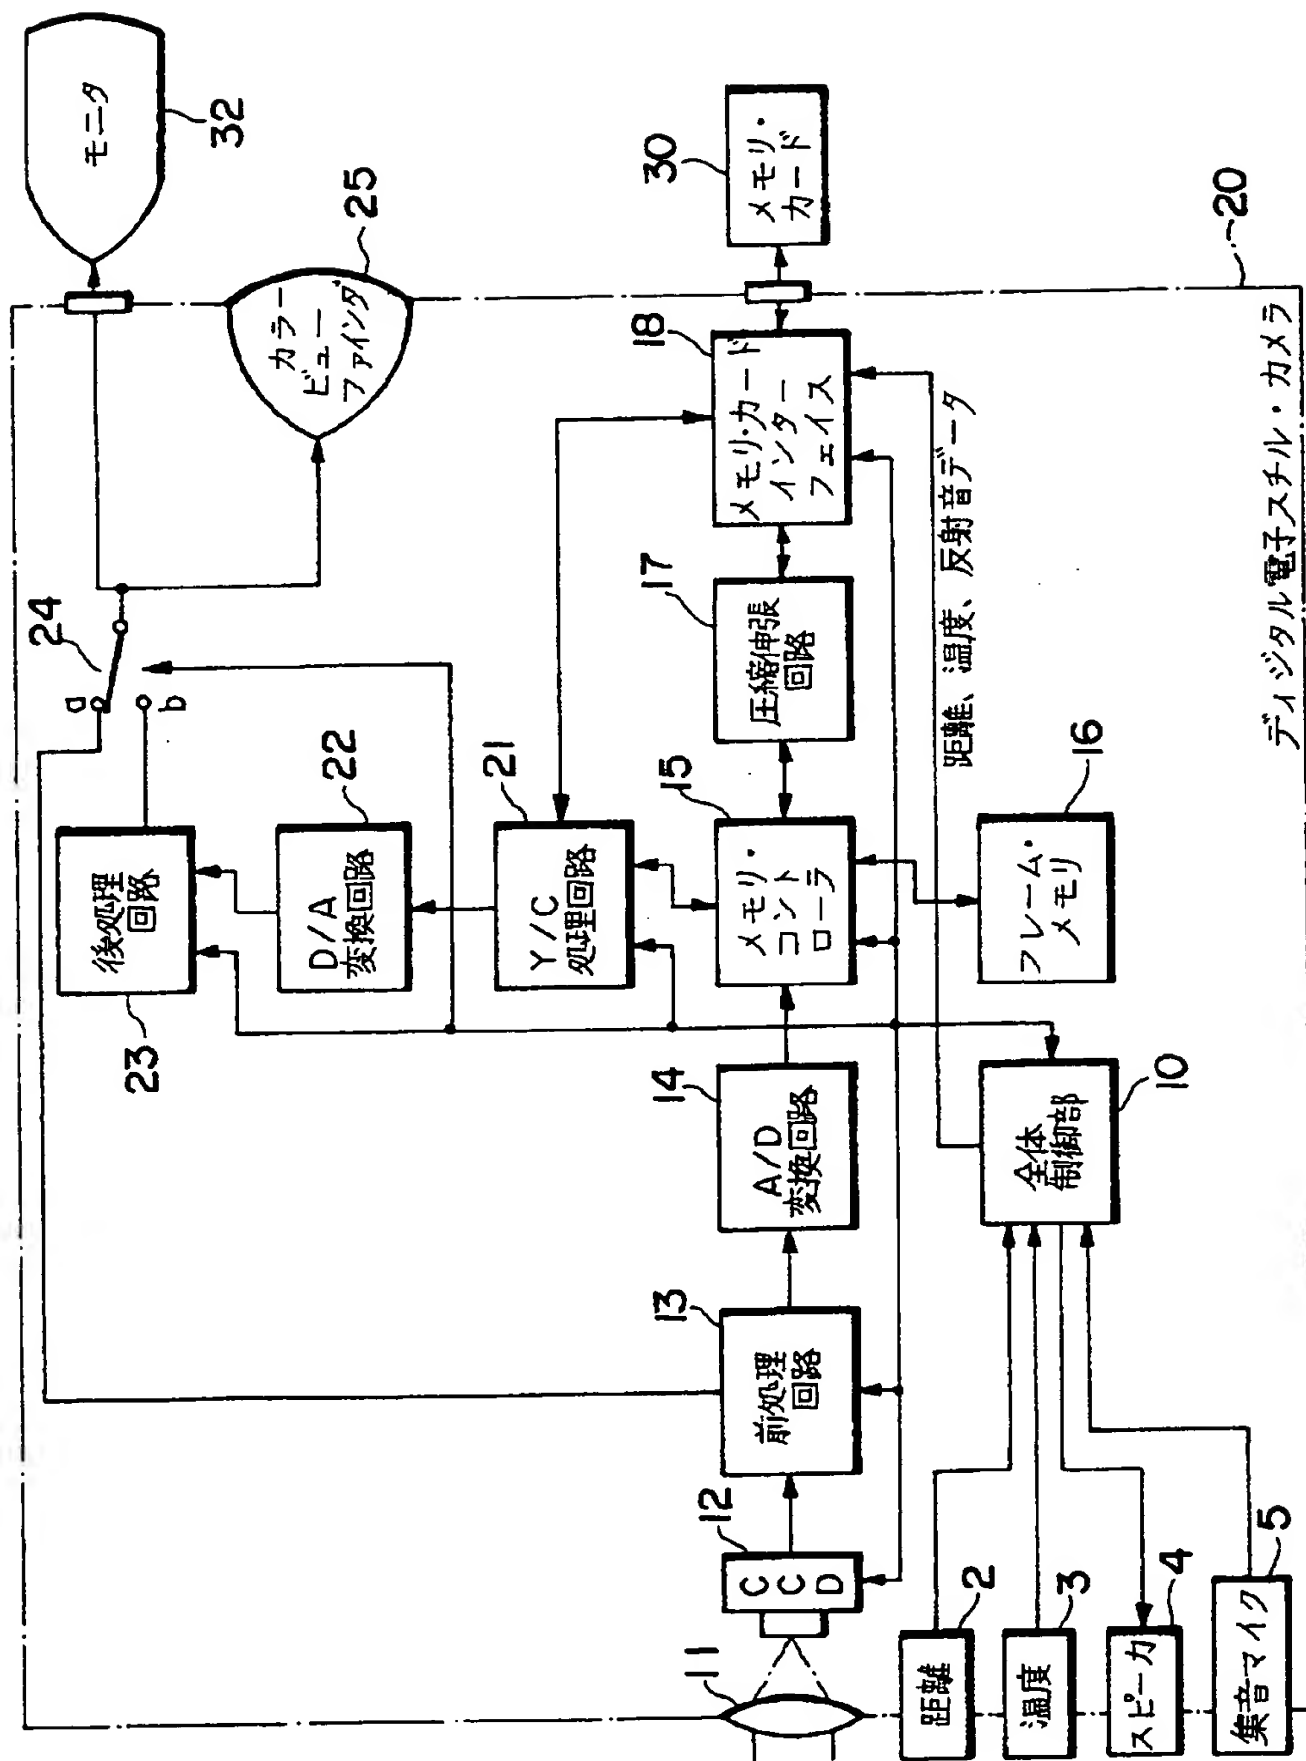 モニタ
32
カラー
ビュー
ファインダ
25
メモリ・
カード
30
20
ディジタル電子スチル・カメラ
24
a
b
後処理
回路
23
D/A
変換回路
22
Y/C
処理回路
21
メモリ・カード
インター
フェイス
18
圧縮伸張
回路
17
メモリ・
コント
ローラ
15
フレーム・
メモリ
16
距離、温度、反射音データ
A/D
変換回路
14
前処理
回路
13
CCD
12
11
全体
制御部
10
距離
2
温度
3
スピーカ
4
集音マイク
5